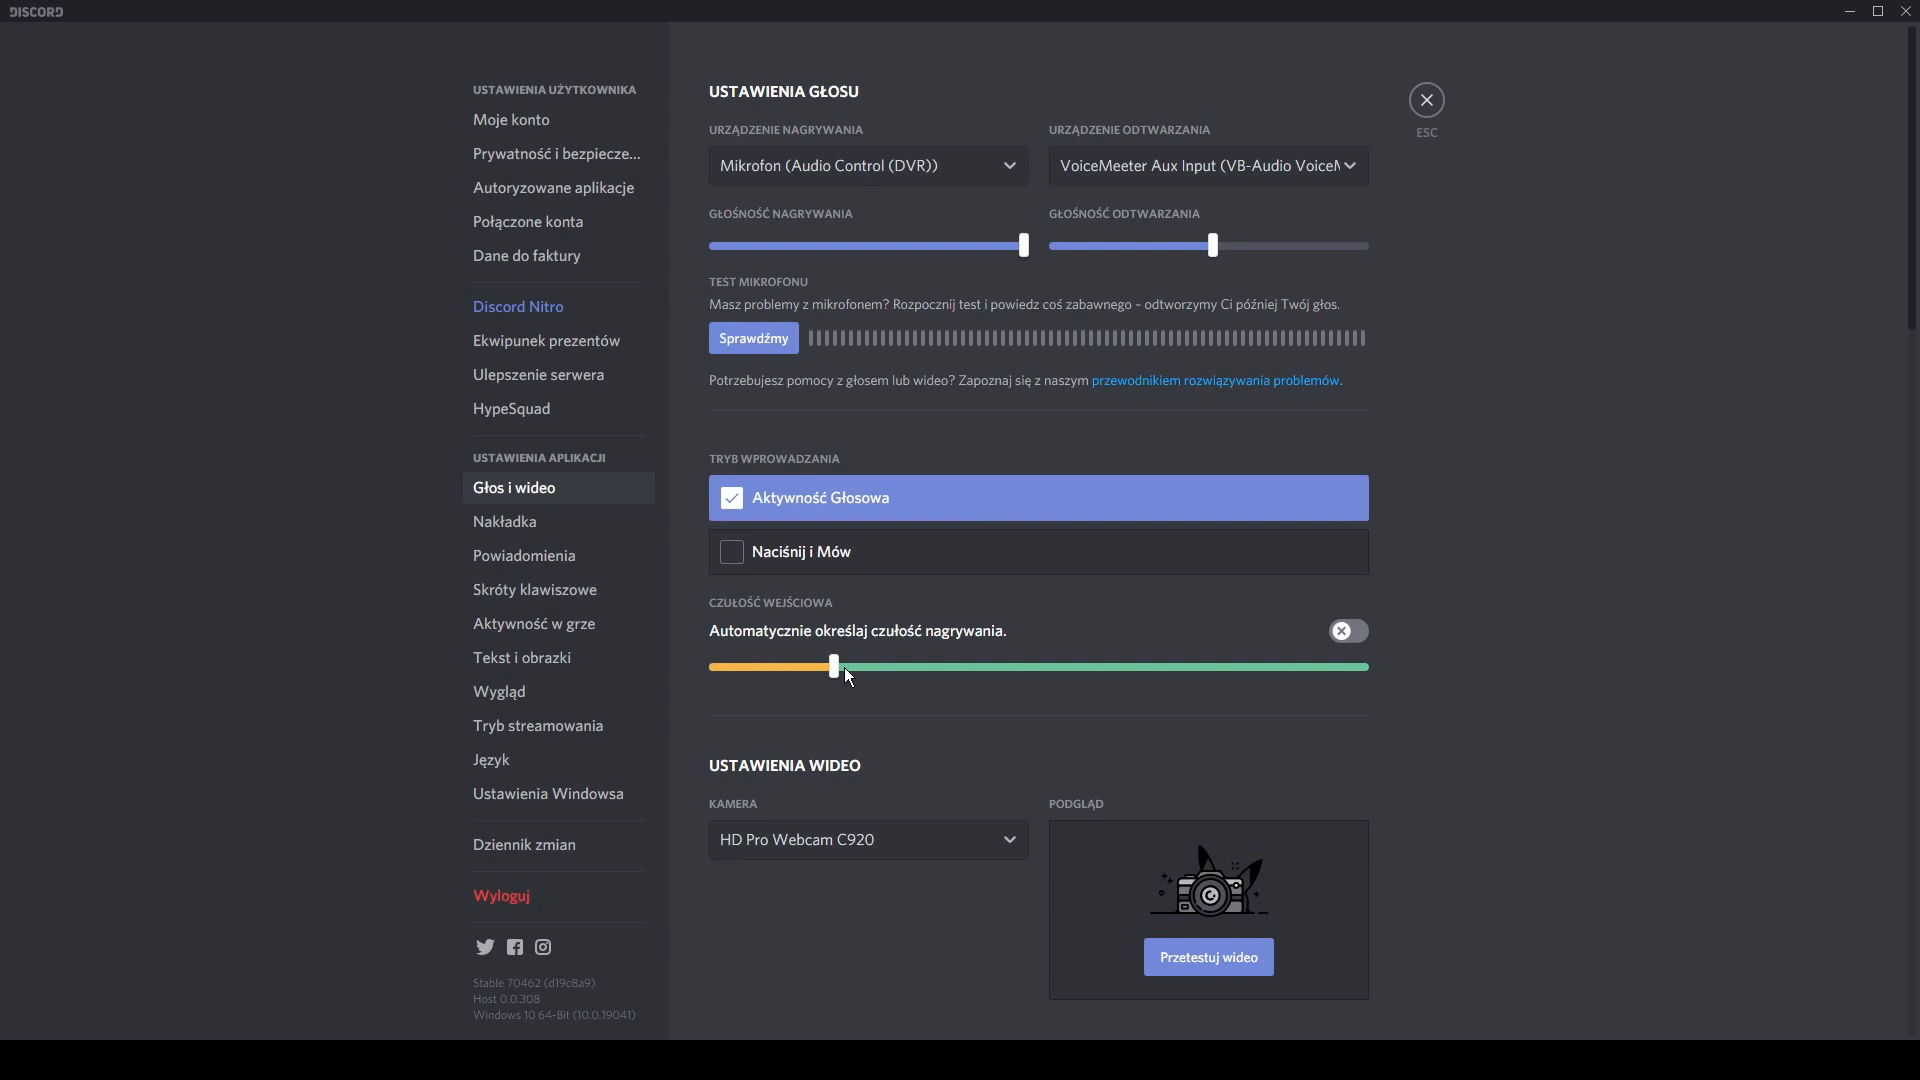 DISCORD
USTAWIENIA UŻYTKOWNIKA
Moje konto
Prywatność i bezpiecze...
Autoryzowane aplikacje
Połączone konta
Dane do faktury
Discord Nitro
Ekwipunek prezentów
Ulepszenie serwera
HypeSquad
USTAWIENIA APLIKACJI
Głos i wideo
Nakładka
Powiadomienia
Skróty klawiszowe
Aktywność w grze
Tekst i obrazki
Wygląd
Tryb streamowania
Język
Ustawienia Windowsa
Dziennik zmian
Wyloguj
Stable 70462 (d19c8a9)
Host 0.0.308
Windows 10 64-Bit (10.0.19041)
USTAWIENIA GŁOSU
URZĄDZENIE NAGRYWANIA
Mikrofon (Audio Control (DVR))
URZĄDZENIE ODTWARZANIA
VoiceMeeter Aux Input (VB-Audio VoiceM
GŁOŚNOŚĆ NAGRYWANIA
GŁOŚNOŚĆ ODTWARZANIA
TEST MIKROFONU
Masz problemy z mikrofonem? Rozpocznij test i powiedz coś zabawnego – odtworzymy Ci później Twój głos.
Sprawdźmy
Potrzebujesz pomocy z głosem lub wideo? Zapoznaj się z naszym przewodnikiem rozwiązywania problemów.
TRYB WPROWADZANIA
Aktywność Głosowa
Naciśnij i Mów
CZUŁOŚĆ WEJŚCIOWA
Automatycznie określaj czułość nagrywania.
USTAWIENIA WIDEO
KAMERA
HD Pro Webcam C920
PODGLĄD
Przetestuj wideo
ESC